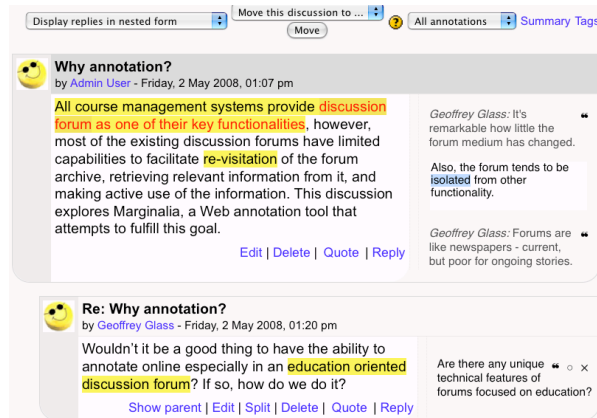 Display replies in nested form
Move this discussion to ...
Move
?
All annotations
Summary Tags
Why annotation?
by Admin User - Friday, 2 May 2008, 01:07 pm
All course management systems provide discussion
forum as one of their key functionalities, however,
most of the existing discussion forums have limited
capabilities to facilitate re-visitation of the forum
archive, retrieving relevant information from it, and
making active use of the information. This discussion
explores Marginalia, a Web annotation tool that
attempts to fulfill this goal.
Edit | Delete | Quote | Reply
Geoffrey Glass: It's ❝
remarkable how little the
forum medium has changed.
Also, the forum tends to be
isolated from other
functionality.
Geoffrey Glass: Forums are ❝
like newspapers - current,
but poor for ongoing stories.
Re: Why annotation?
by Geoffrey Glass - Friday, 2 May 2008, 01:20 pm
Wouldn't it be a good thing to have the ability to
annotate online especially in an education oriented
discussion forum? If so, how do we do it?
Show parent | Edit | Split | Delete | Quote | Reply
Are there any unique ❝ ○ ×
technical features of
forums focused on education?